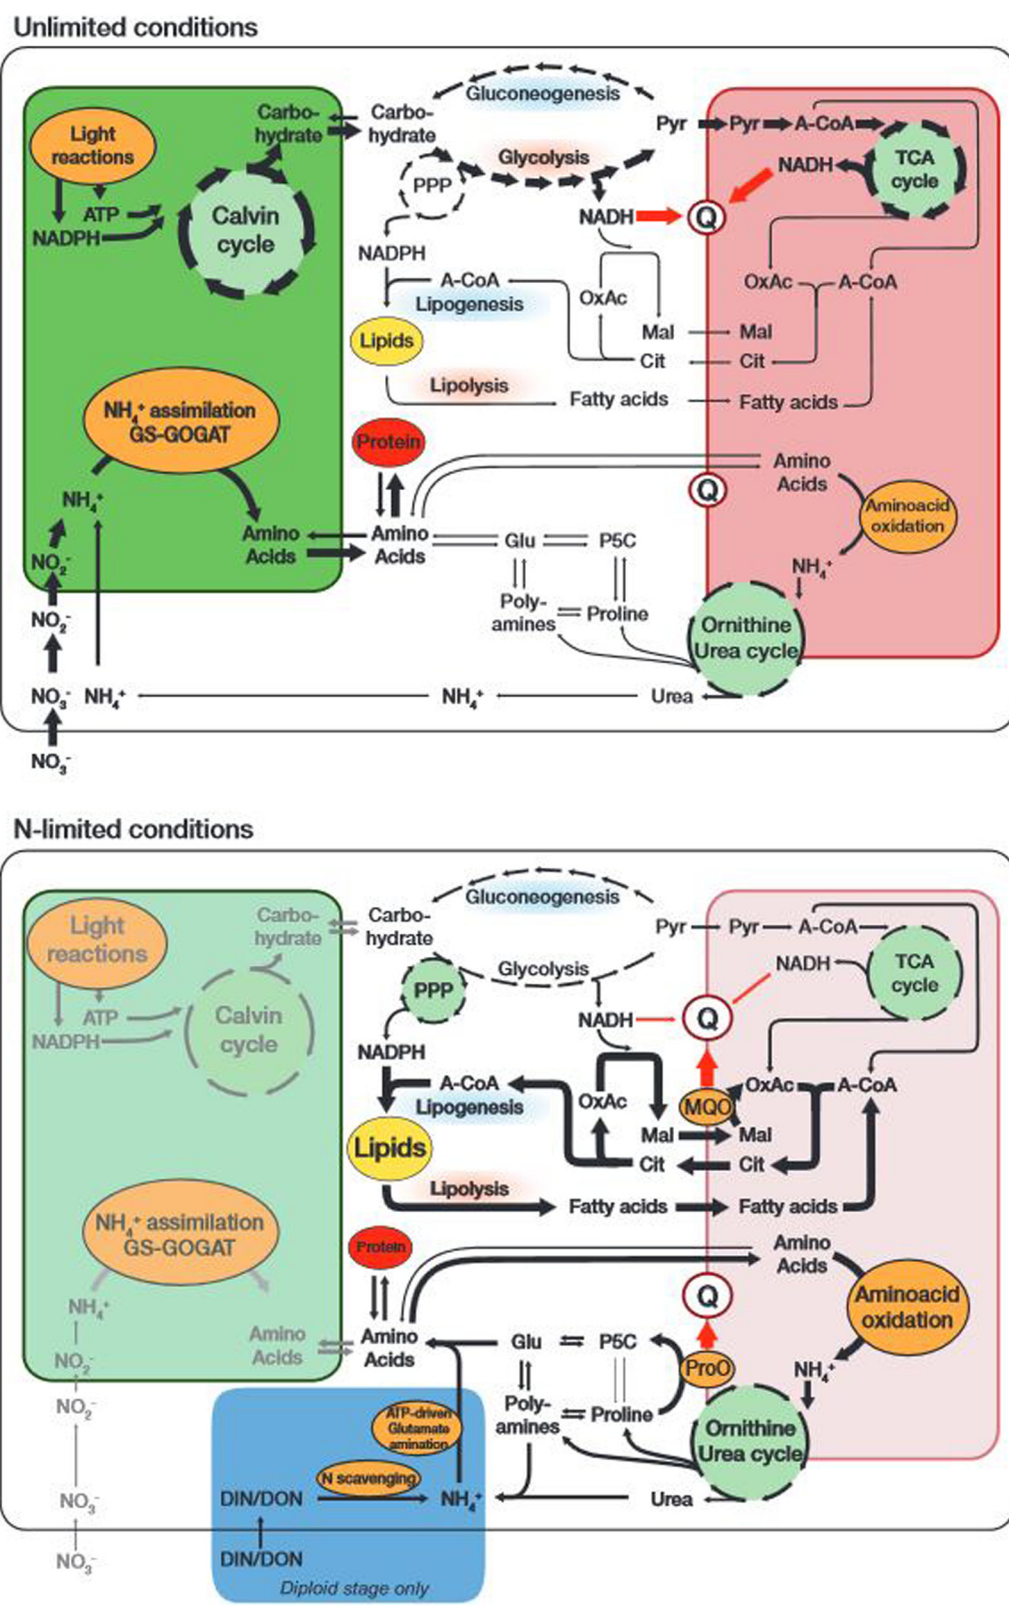 Unlimited conditions
Light
reactions
ATP
NADPH
Calvin
cycle
Carbo-
hydrate
Carbo-
hydrate
Gluconeogenesis
Glycolysis
PPP
NADPH
Pyr
Pyr
A-CoA
TCA
cycle
NADH
NADH
Q
A-CoA
Lipogenesis
OxAc
OxAc
A-CoA
Lipids
Mal
Mal
Cit
Cit
Lipolysis
Fatty acids
Fatty acids
NH₄⁺ assimilation
GS-GOGAT
Protein
NH₄⁺
Amino
Acids
Amino
Acids
Amino
Acids
Q
Aminoacid
oxidation
NO₂⁻
Glu
P5C
NH₄⁺
NO₂⁻
Poly-
amines
Proline
Ornithine
Urea cycle
NO₃⁻
NH₄⁺
NH₄⁺
Urea
NO₃⁻
N-limited conditions
Light
reactions
ATP
NADPH
Calvin
cycle
Carbo-
hydrate
Carbo-
hydrate
Gluconeogenesis
Glycolysis
PPP
NADPH
Pyr
Pyr
A-CoA
TCA
cycle
NADH
NADH
Q
A-CoA
Lipogenesis
OxAc
MQO
OxAc
A-CoA
Lipids
Mal
Mal
Cit
Cit
Lipolysis
Fatty acids
Fatty acids
NH₄⁺ assimilation
GS-GOGAT
Protein
Amino
Acids
Q
Aminoacid
oxidation
NH₄⁺
NO₂⁻
Amino
Acids
Amino
Acids
Glu
P5C
ProO
NH₄⁺
NO₂⁻
ATP-driven
Glutamate
amination
Poly-
amines
Proline
Ornithine
Urea cycle
N scavenging
NO₃⁻
DIN/DON
NH₄⁺
Urea
NO₃⁻
DIN/DON
Diploid stage only